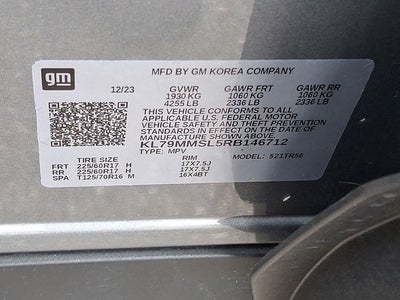 gm
MFD BY GM KOREA COMPANY
12/23 GVWR GAWR FRT GAWR RR
1930 KG 1060 KG 1060 KG
4255 LB 2336 LB 2336 LB
THIS VEHICLE CONFORMS TO ALL
APPLICABLE U.S. FEDERAL MOTOR
VEHICLE SAFETY AND THEFT PREVENTION
STANDARDS IN EFFECT ON THE DATE OF
MANUFACTURE SHOWN ABOVE.
KL79MMSL5RB146712
TYPE: MPV MODEL: 521TR56
TIRE SIZE RIM
FRT 225/60R17 H 17X7.5J
RR 225/60R17 H 17X7.5J
SPA T125/70R16 M 16X4BT